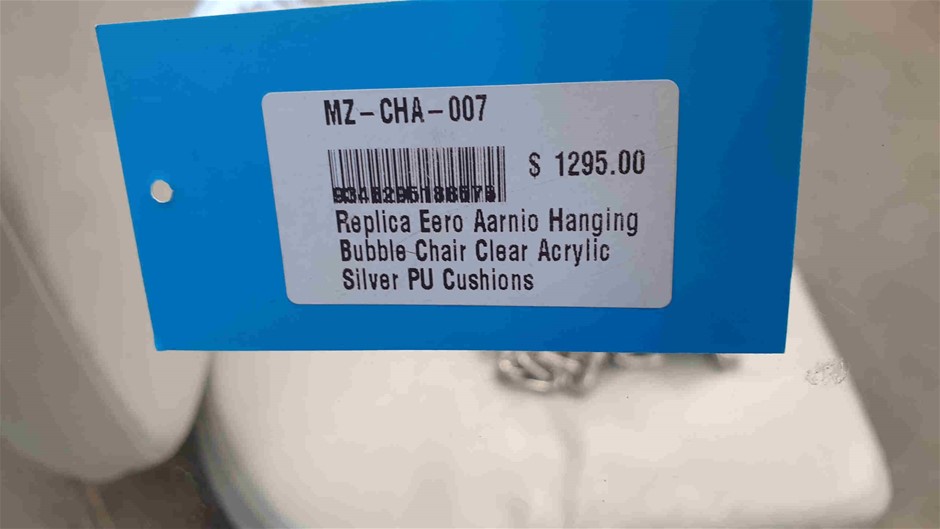 MZ-CHA-007
$ 1295.00
Replica Eero Aarnio Hanging
Bubble Chair Clear Acrylic
Silver PU Cushions